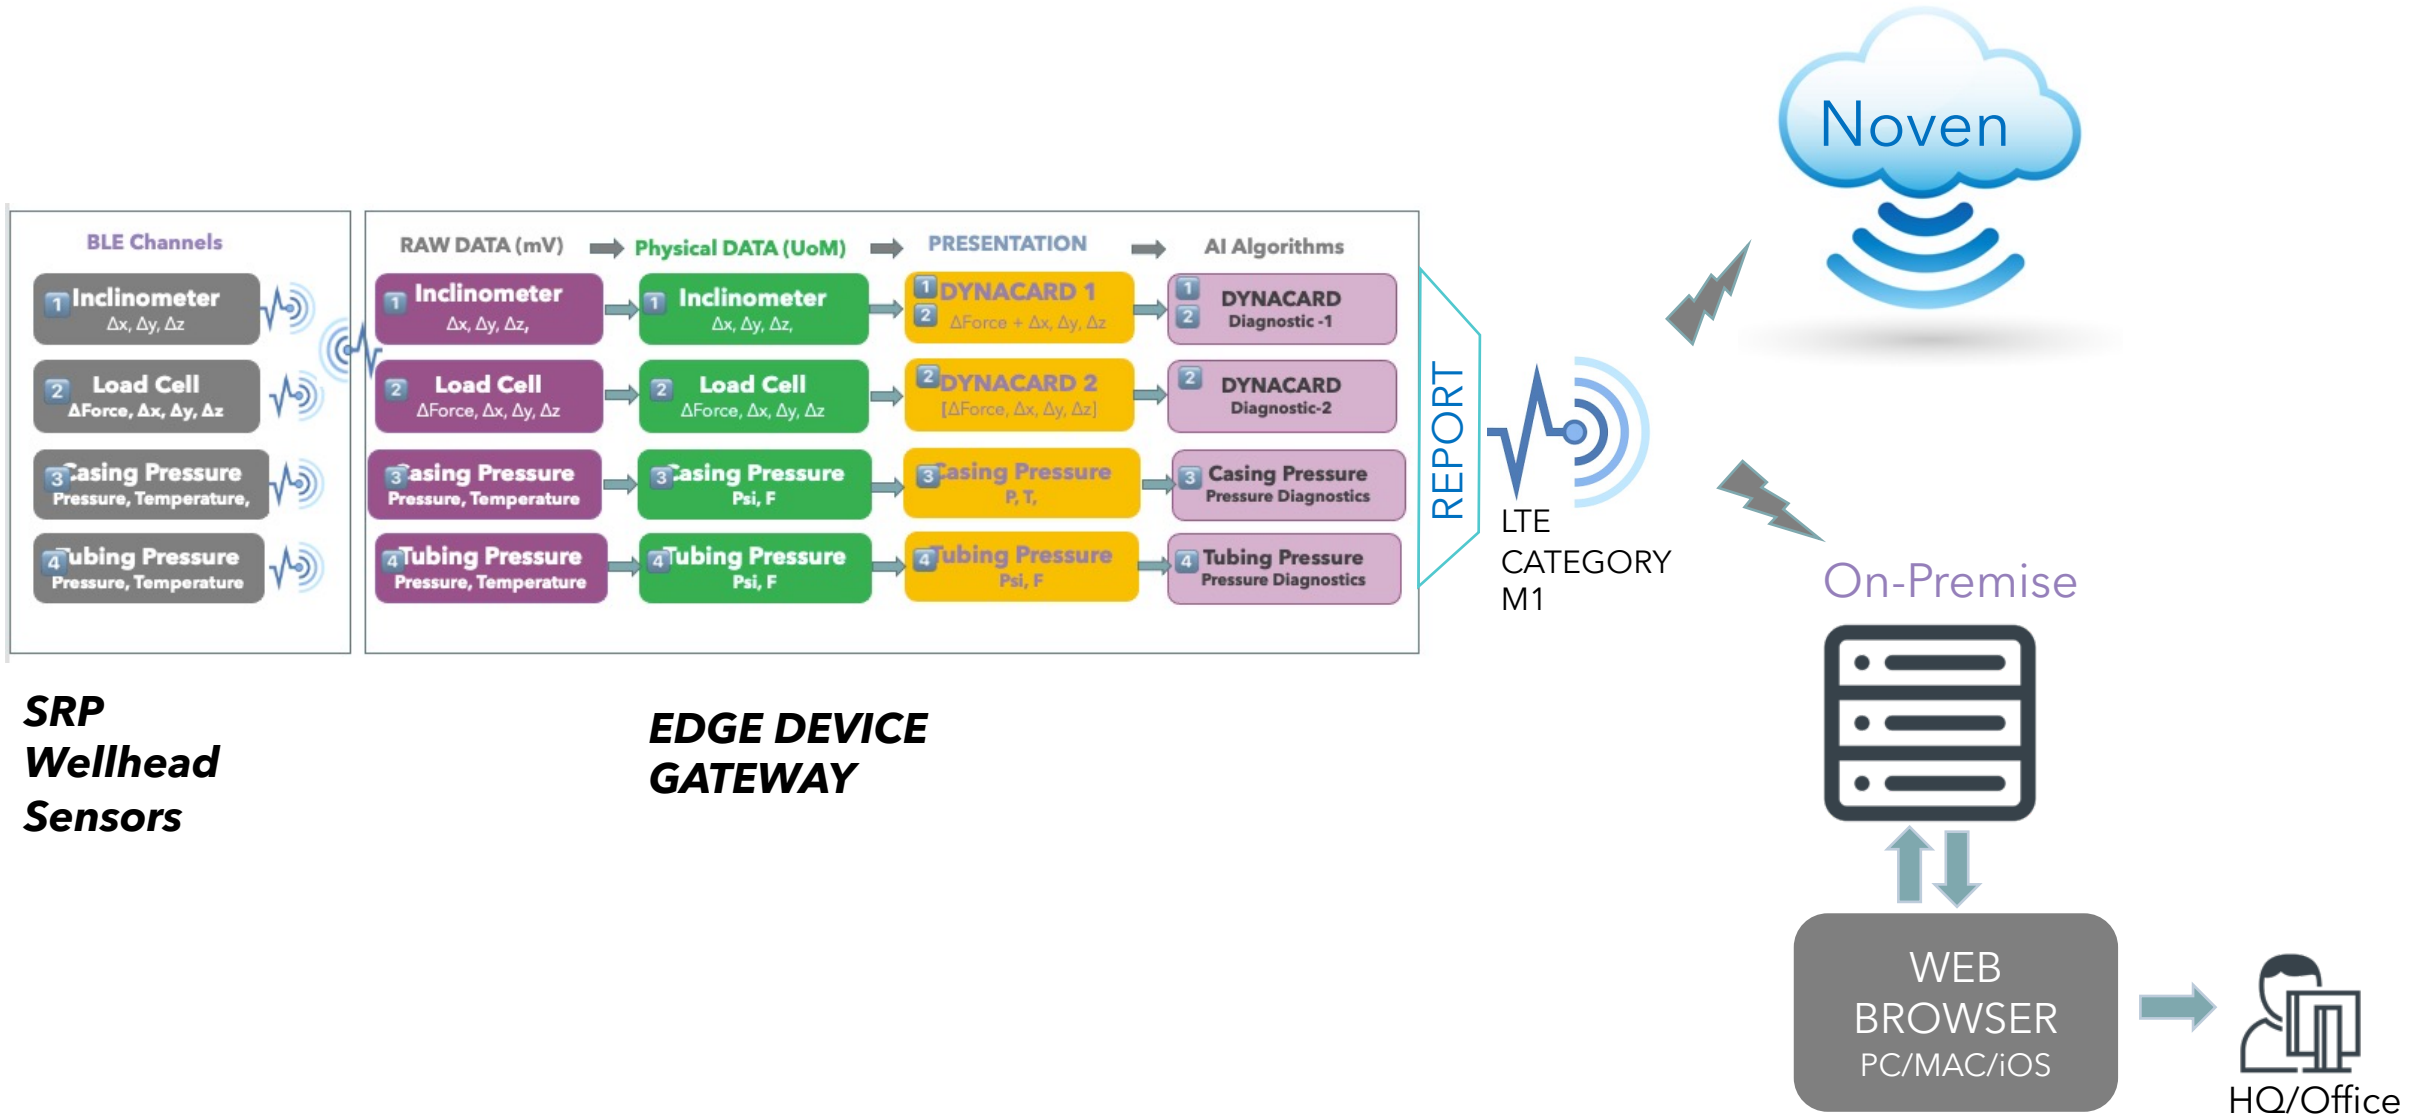 Noven
BLE Channels
1 Inclinometer
Δx, Δy, Δz
2 Load Cell
ΔForce, Δx, Δy, Δz
3 Casing Pressure
Pressure, Temperature,
4 Tubing Pressure
Pressure, Temperature
RAW DATA (mV)
Physical DATA (UoM)
PRESENTATION
AI Algorithms
1 Inclinometer
Δx, Δy, Δz,
1 Inclinometer
Δx, Δy, Δz,
1 DYNACARD 1
2 ΔForce + Δx, Δy, Δz
1 DYNACARD
2 Diagnostic -1
2 Load Cell
ΔForce, Δx, Δy, Δz
2 Load Cell
ΔForce, Δx, Δy, Δz
2 DYNACARD 2
[ΔForce, Δx, Δy, Δz]
2 DYNACARD
Diagnostic-2
3 Casing Pressure
Pressure, Temperature
3 Casing Pressure
Psi, F
3 Casing Pressure
P, T,
3 Casing Pressure
Pressure Diagnostics
4 Tubing Pressure
Pressure, Temperature
4 Tubing Pressure
Psi, F
4 Tubing Pressure
Psi, F
4 Tubing Pressure
Pressure Diagnostics
REPORT
LTE
CATEGORY
M1
On-Premise
SRP
Wellhead
Sensors
EDGE DEVICE
GATEWAY
WEB
BROWSER
PC/MAC/iOS
HQ/Office